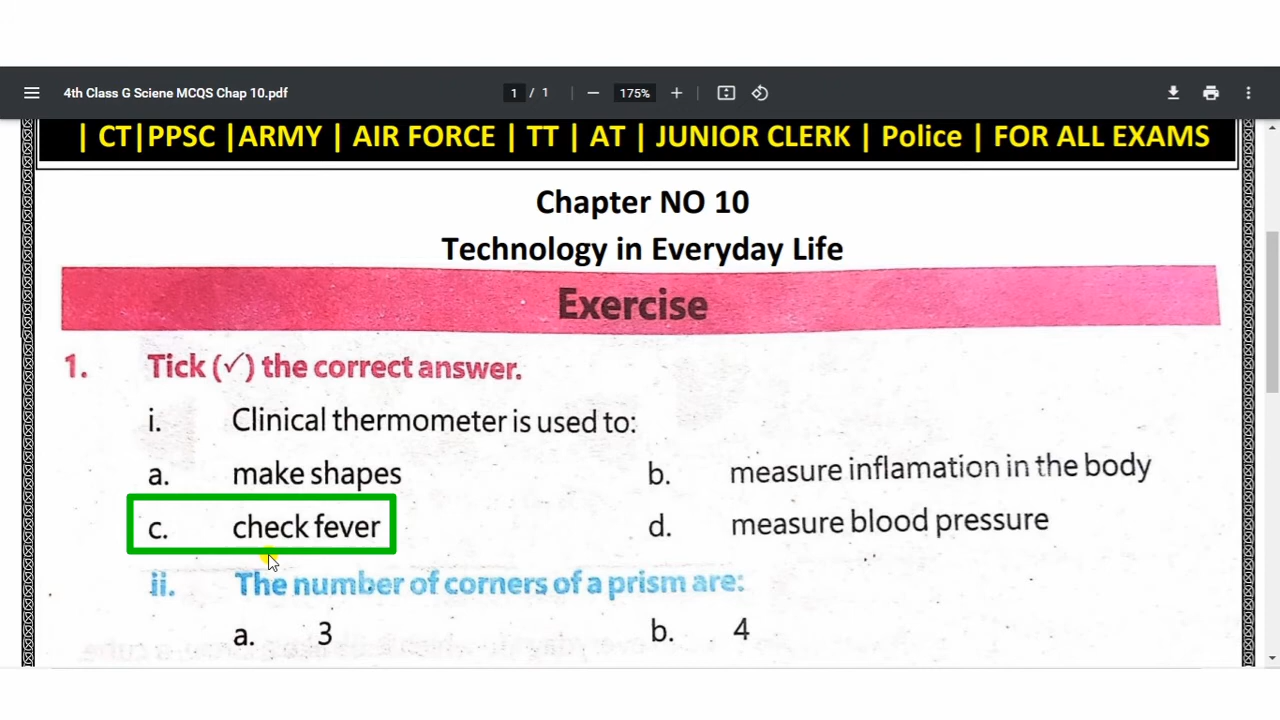 4th Class G Sciene MCQS Chap 10.pdf
1 / 1
175%
| CT|PPSC |ARMY | AIR FORCE | TT | AT | JUNIOR CLERK | Police | FOR ALL EXAMS
Chapter NO 10
Technology in Everyday Life
Exercise
1. Tick (✓) the correct answer.
i. Clinical thermometer is used to:
a. make shapes b. measure inflamation in the body
c. check fever d. measure blood pressure
ii. The number of corners of a prism are:
a. 3 b. 4